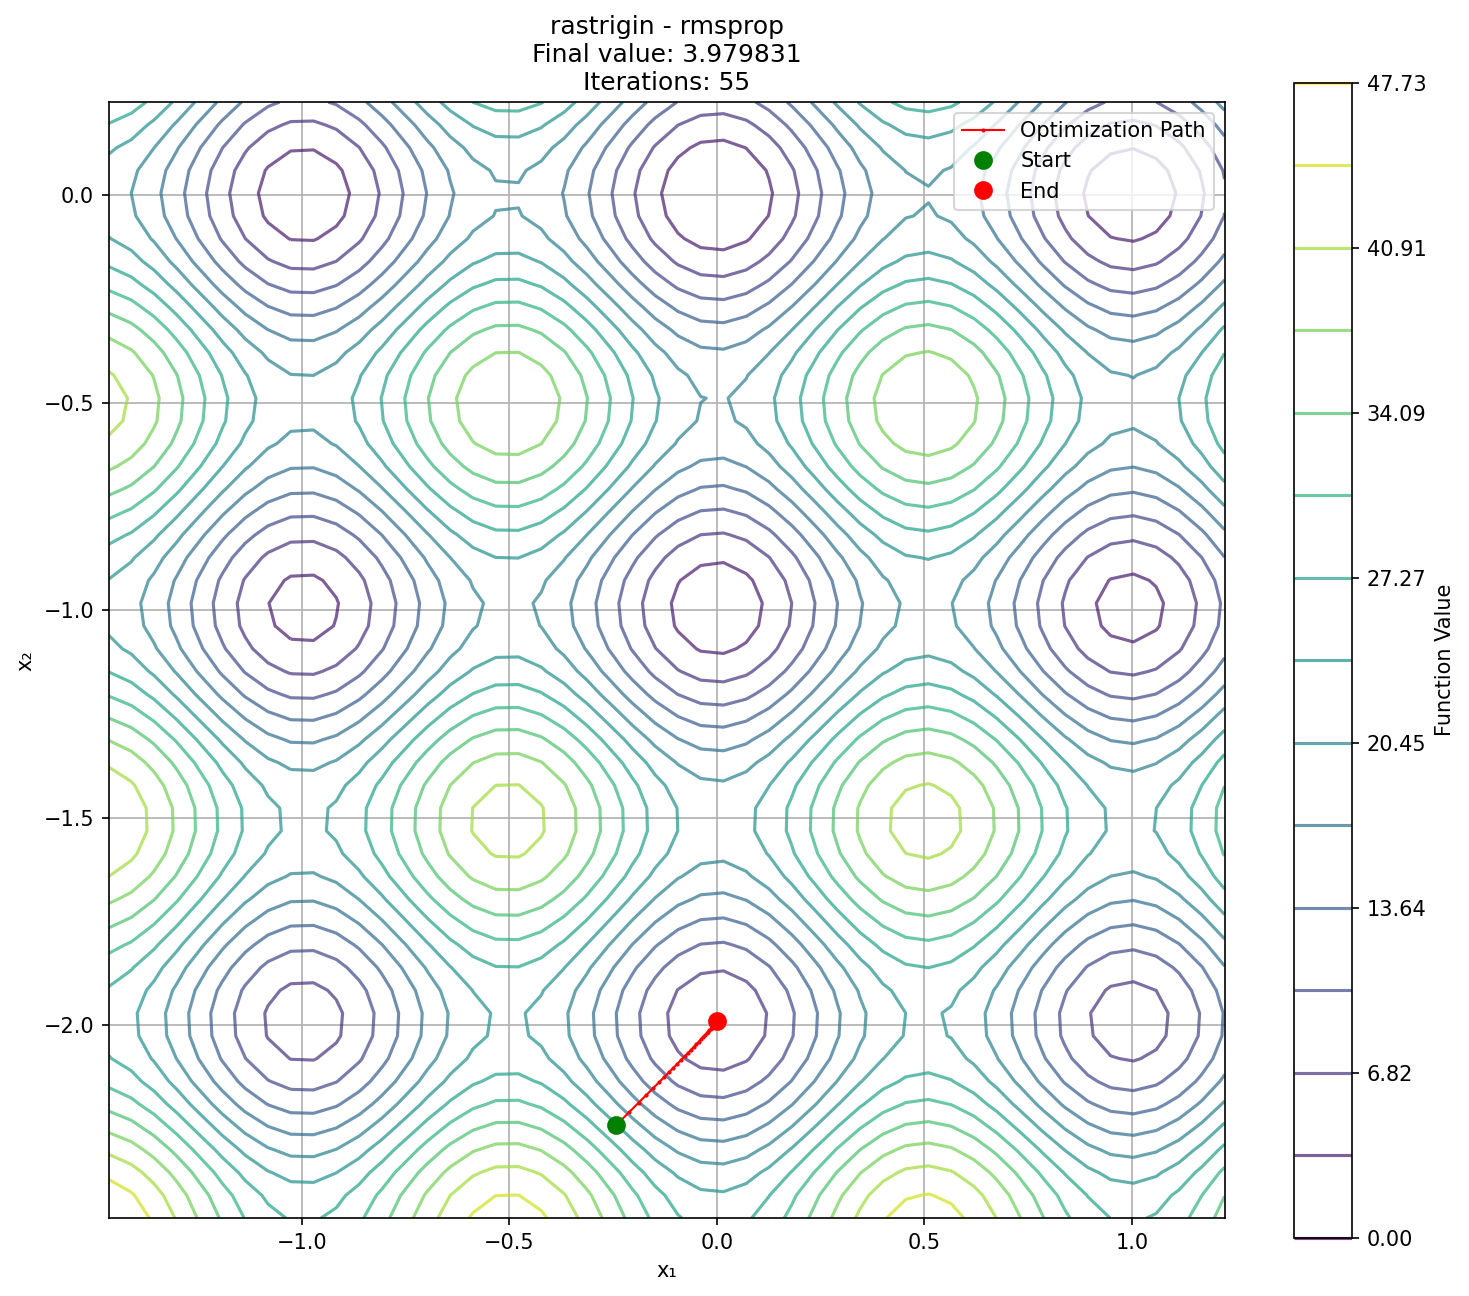 rastrigin - rmsprop
Final value: 3.979831
Iterations: 55
Optimization Path
Start
End
0.0
−0.5
−1.0
−1.5
−2.0
x₂
−1.0
−0.5
0.0
0.5
1.0
x₁
47.73
40.91
34.09
27.27
20.45
13.64
6.82
0.00
Function Value